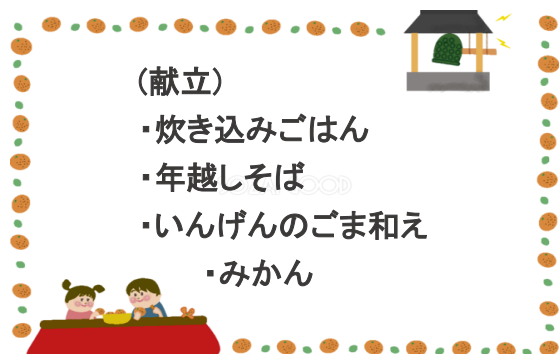 (献立)
・炊き込みごはん
・年越しそば
・いんげんのごま和え
・みかん